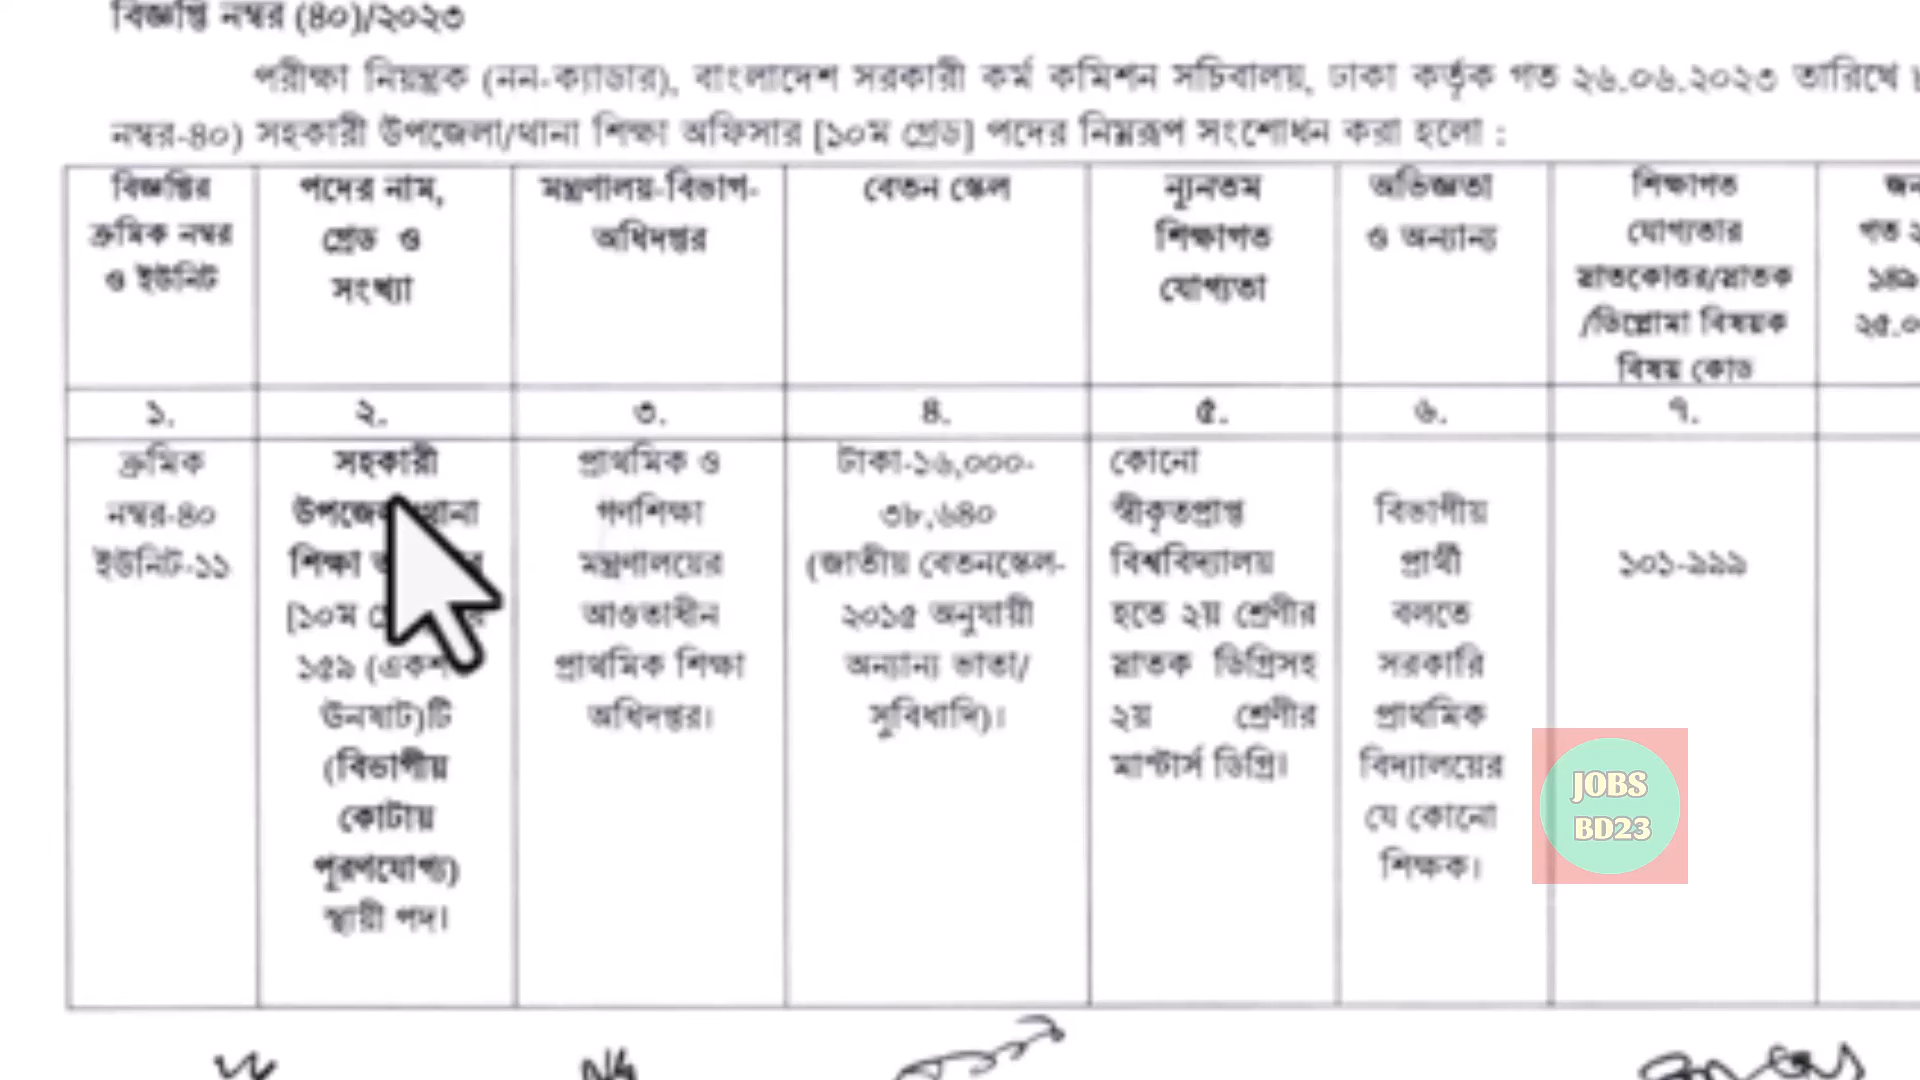 বিজ্ঞপ্তি নম্বর (৪০)/২০২৩
পরীক্ষা নিয়ন্ত্রক (নন-ক্যাডার), বাংলাদেশ সরকারী কর্ম কমিশন সচিবালয়, ঢাকা কর্তৃক গত ২৬.০৬.২০২৩ তারিখে
নম্বর-৪০) সহকারী উপজেলা/থানা শিক্ষা অফিসার [১০ম গ্রেড] পদের নিম্নরূপ সংশোধন করা হলো :
বিজ্ঞপ্তির
ক্রমিক নম্বর
ও ইউনিট
পদের নাম,
গ্রেড ও
সংখ্যা
মন্ত্রণালয়-বিভাগ-
অধিদপ্তর
বেতন স্কেল
ন্যূনতম
শিক্ষাগত
যোগ্যতা
অভিজ্ঞতা
ও অন্যান্য
শিক্ষাগত
যোগ্যতার
স্নাতকোত্তর/স্নাতক
/ডিপ্লোমা বিষয়ক
বিষয় কোড
গত
১.
২.
৩.
৪.
৫.
৬.
৭.
ক্রমিক
নম্বর-৪০
ইউনিট-১১
সহকারী
শিক্ষা
[১০ম
১৫৯
উনষাট)টি
(বিভাগীয়
কোটায়
পূরণযোগ্য)
স্থায়ী পদ।
প্রাথমিক ও
গণশিক্ষা
মন্ত্রণালয়ের
আওতাধীন
প্রাথমিক শিক্ষা
অধিদপ্তর।
টাকা-১৬,০০০-
৩৮,৬৪০
(জাতীয় বেতনস্কেল-
২০১৫ অনুযায়ী
অন্যান্য ভাতা/
সুবিধাদি)।
কোনো
স্বীকৃতপ্রাপ্ত
বিশ্ববিদ্যালয়
হতে ২য় শ্রেণীর
স্নাতক ডিগ্রিসহ
২য় শ্রেণীর
মাস্টার্স ডিগ্রি।
বিভাগীয়
প্রার্থী
বলতে
সরকারি
প্রাথমিক
বিদ্যালয়ের
যে কোনো
শিক্ষক।
১০১-৯৯৯
JOBS
BD23